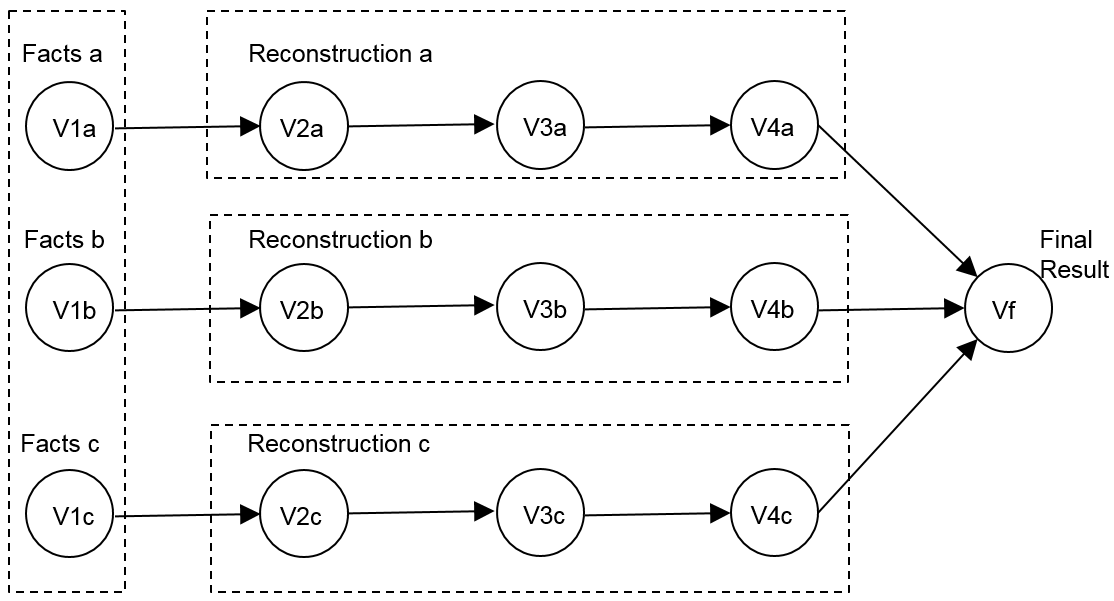 Facts a
Reconstruction a
V1a
V2a
V3a
V4a
Facts b
Reconstruction b
Final
Result
V1b
V2b
V3b
V4b
Vf
Facts c
Reconstruction c
V1c
V2c
V3c
V4c